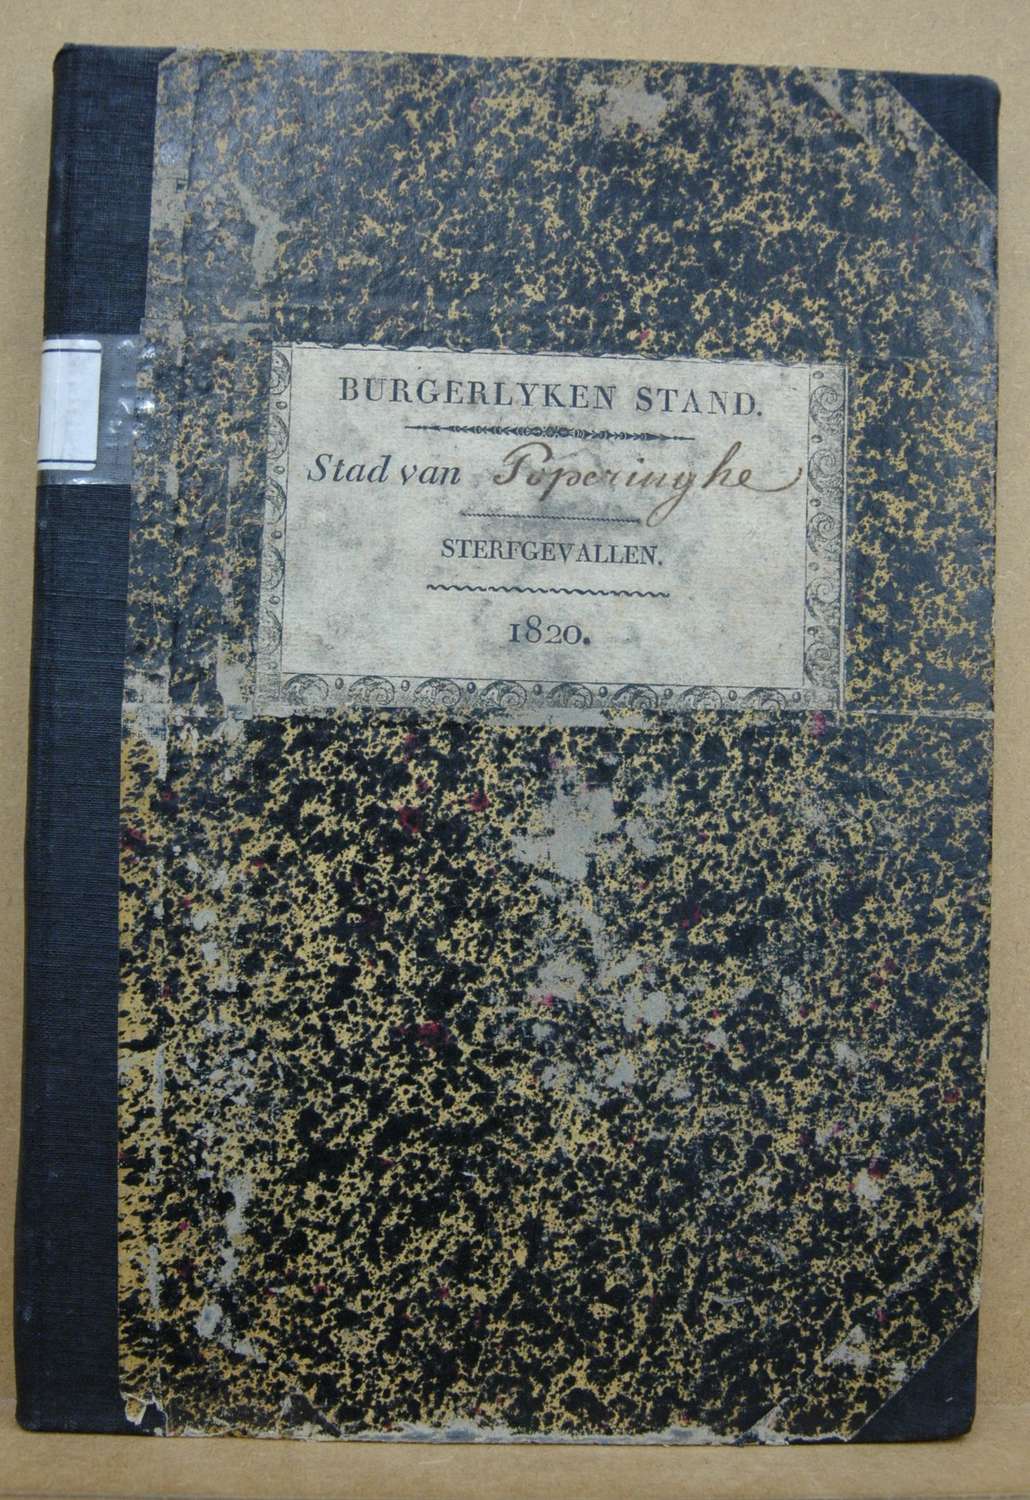 BURGERLYKEN STAND.
Stad van Poperinghe
STERFGEVALLEN.
1820.